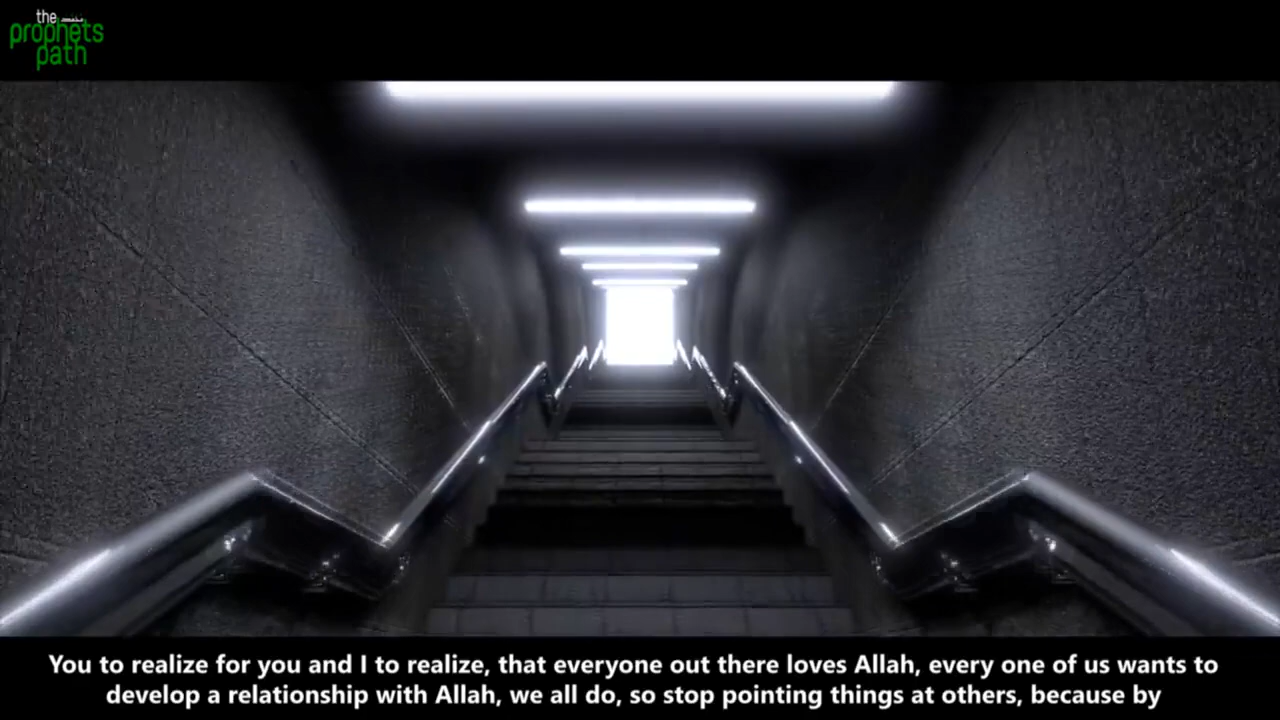 the
prophets
path
You to realize for you and I to realize, that everyone out there loves Allah, every one of us wants to
develop a relationship with Allah, we all do, so stop pointing things at others, because by